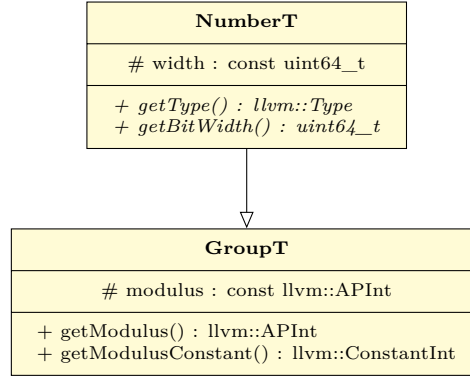 NumberT
# width : const uint64_t
+ getType() : llvm::Type
+ getBitWidth() : uint64_t
GroupT
# modulus : const llvm::APInt
+ getModulus() : llvm::APInt
+ getModulusConstant() : llvm::ConstantInt